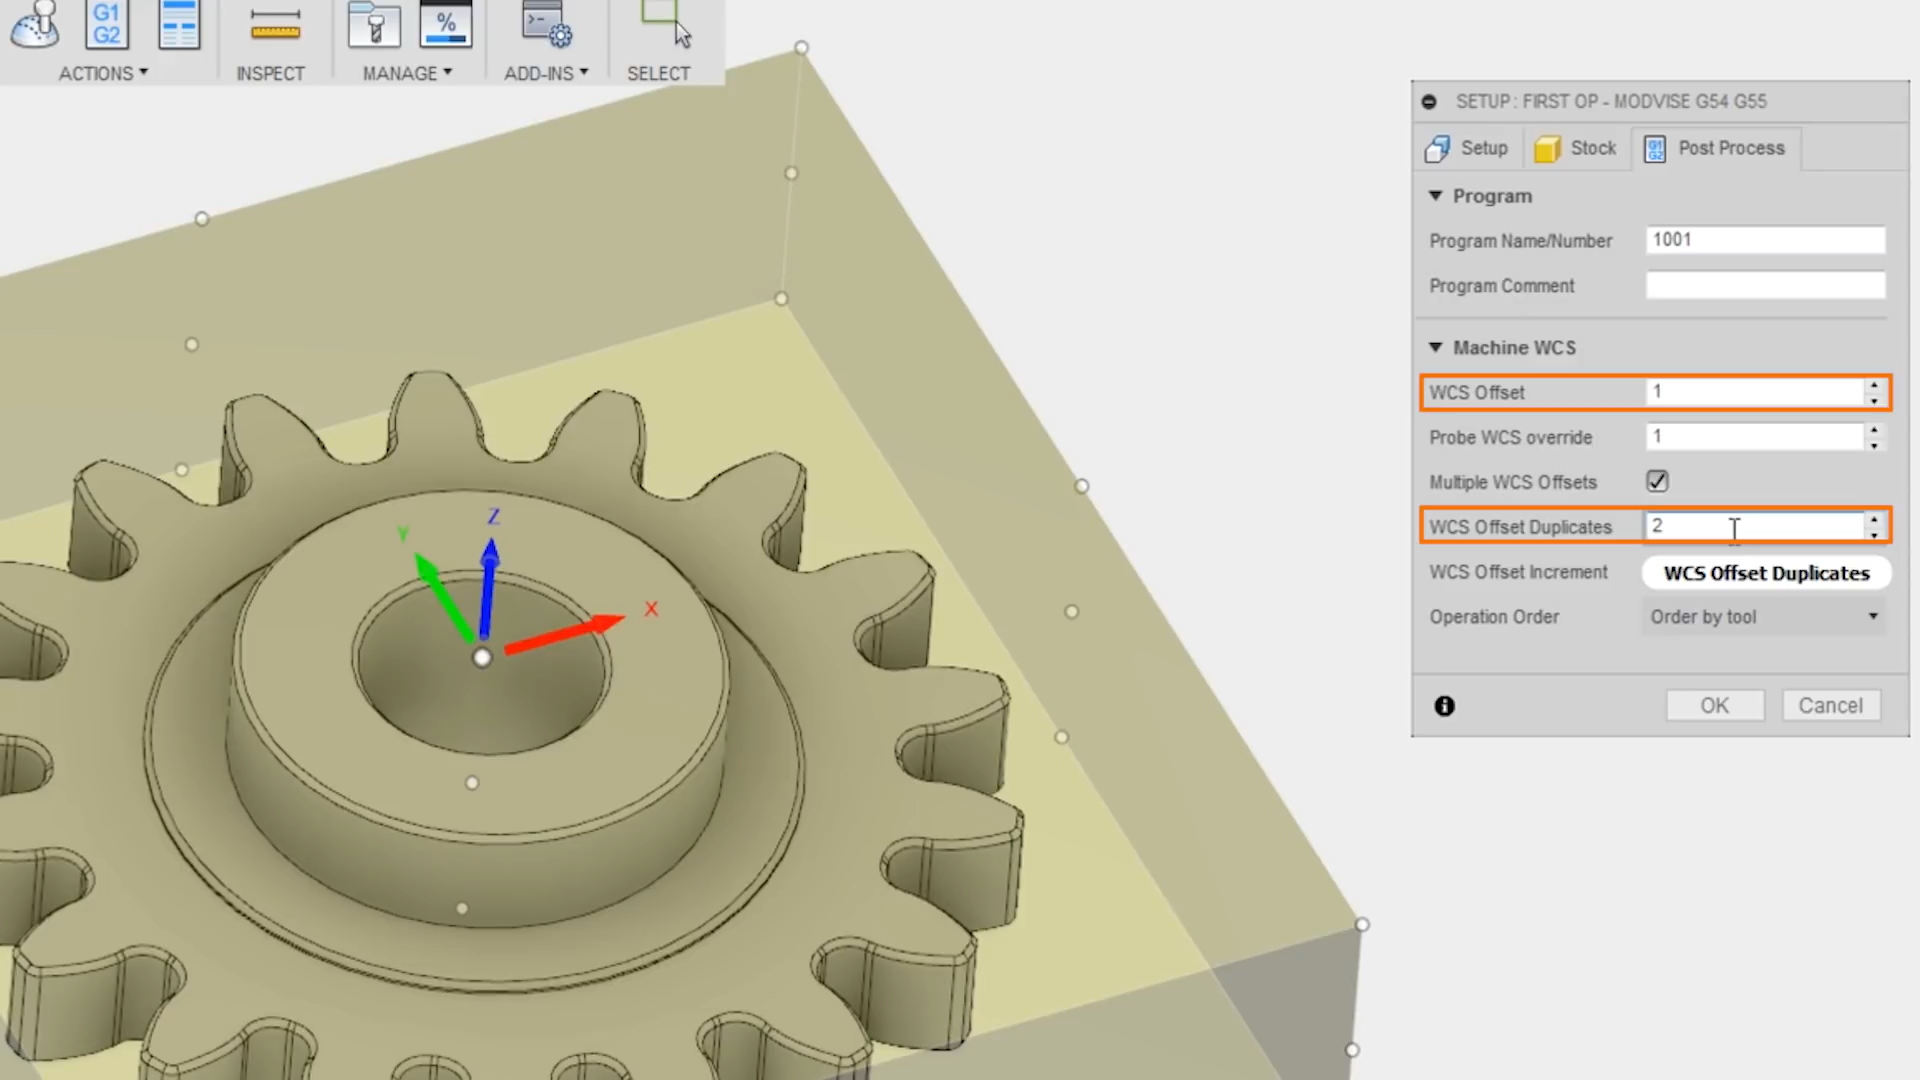 G1
G2
%
ACTIONS
INSPECT
MANAGE
ADD-INS
SELECT
SETUP : FIRST OP - MODVISE G54 G55
Setup
G1
G2
Stock
Post Process
Program
Program Name/Number
1001
Program Comment
Machine WCS
WCS Offset
1
Probe WCS override
1
Multiple WCS Offsets
WCS Offset Duplicates
2
WCS Offset Increment
WCS Offset Duplicates
Operation Order
Order by tool
OK
Cancel
Z
Y
X